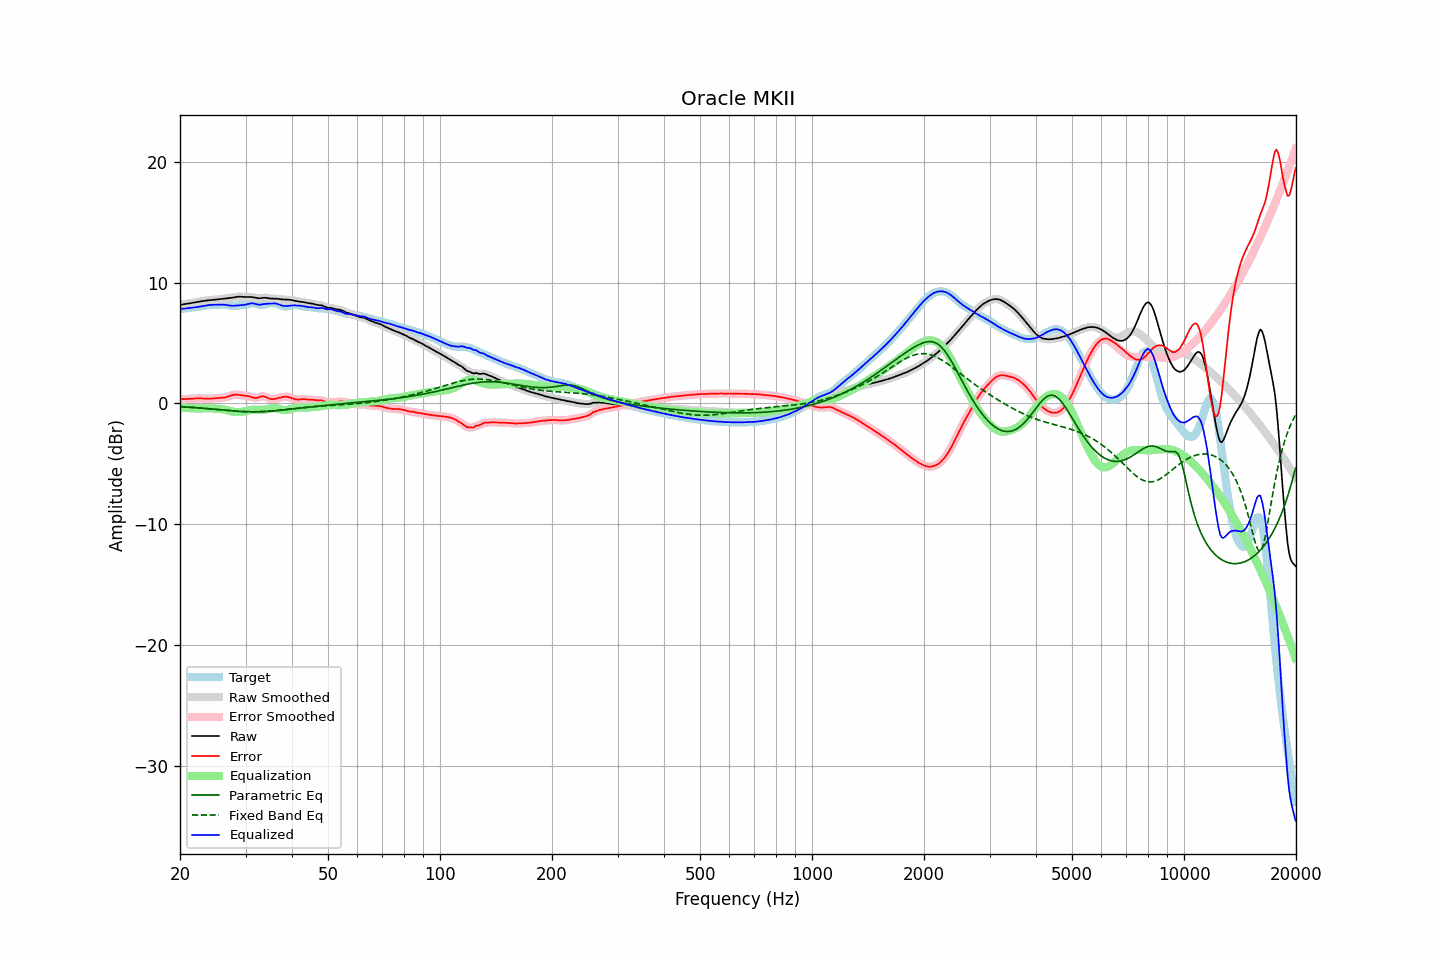 Oracle MKII
20
10
0
−10
−20
−30
Amplitude (dBr)
Target
Raw Smoothed
Error Smoothed
Raw
Error
Equalization
Parametric Eq
Fixed Band Eq
Equalized
20 50 100 200 500 1000 2000 5000 10000 20000
Frequency (Hz)